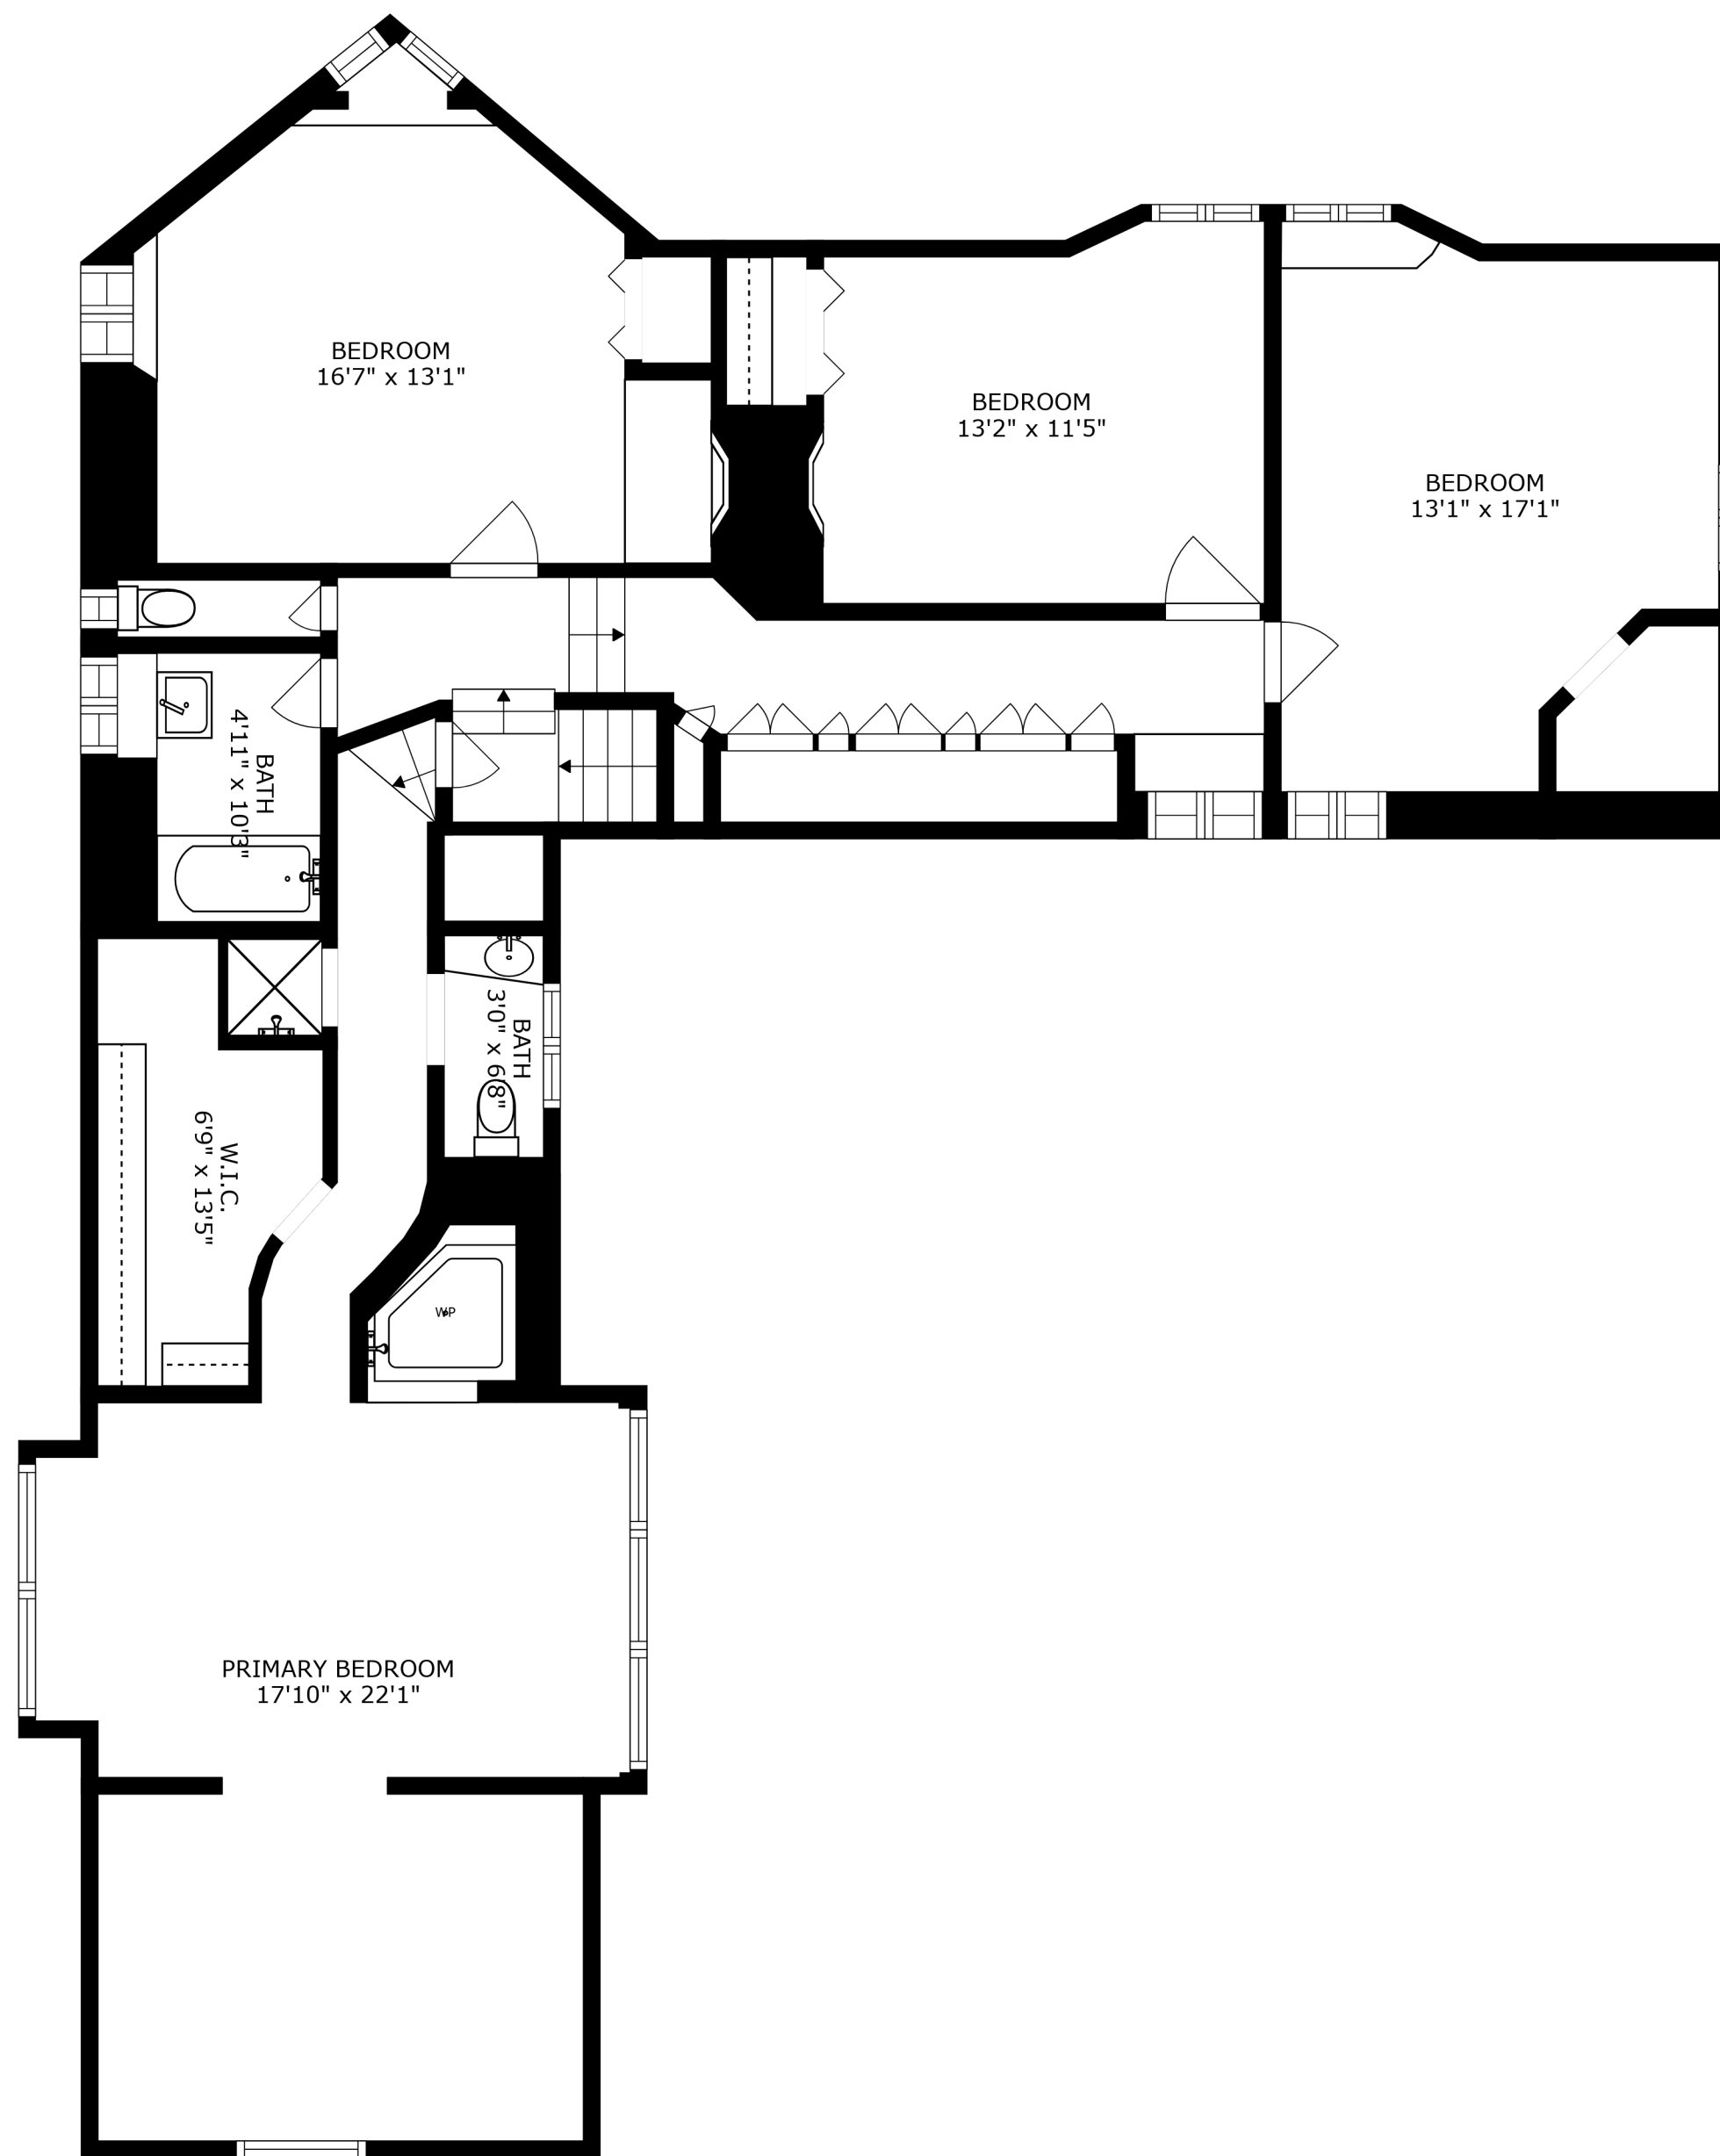 BEDROOM
16'7" x 13'1"
BEDROOM
13'2" x 11'5"
BEDROOM
13'1" x 17'1"
BATH
4'11" x 10'3"
BATH
3'0" x 6'8"
W.I.C.
6'9" x 13'5"
WP
PRIMARY BEDROOM
17'10" x 22'1"